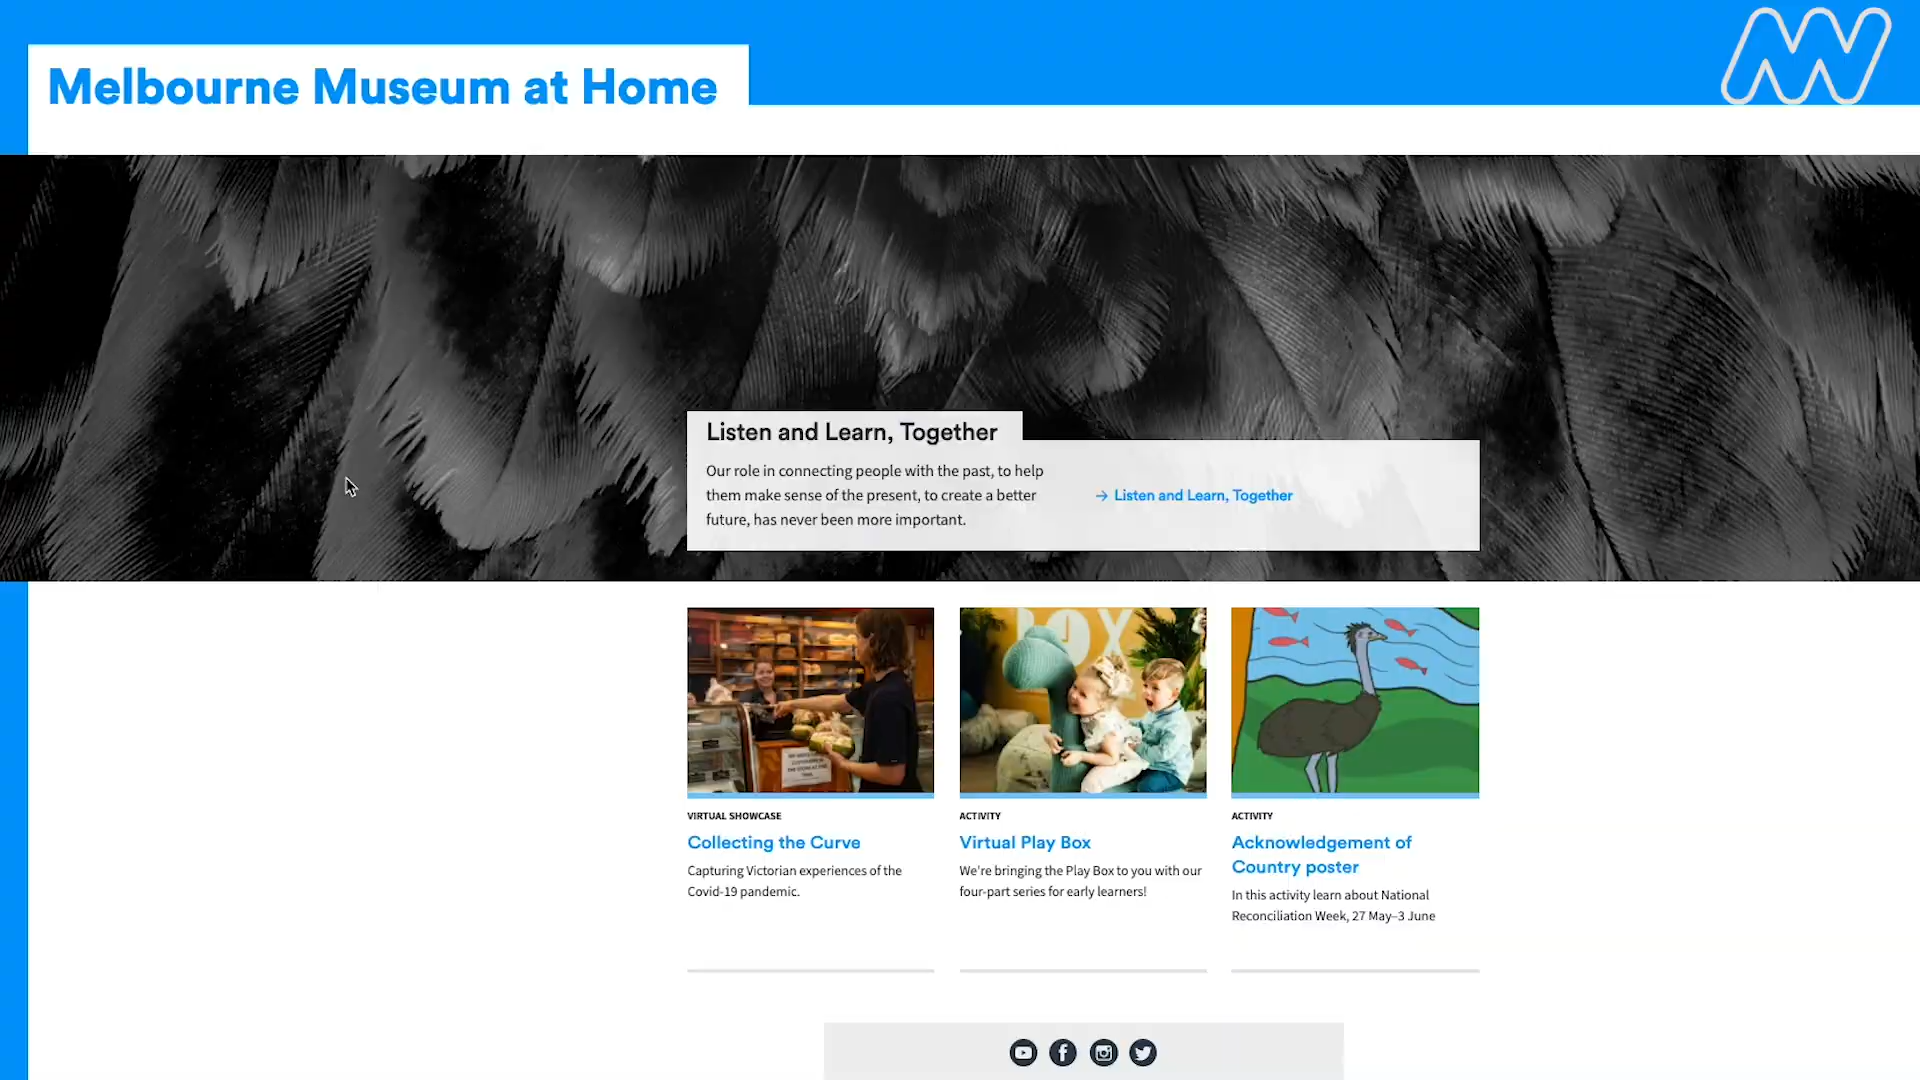 Melbourne Museum at Home
Listen and Learn, Together
Our role in connecting people with the past, to help
them make sense of the present, to create a better
future, has never been more important.
Listen and Learn, Together
BOX
VIRTUAL SHOWCASE
Collecting the Curve
Capturing Victorian experiences of the
Covid-19 pandemic.
ACTIVITY
Virtual Play Box
We're bringing the Play Box to you with our
four-part series for early learners!
ACTIVITY
Acknowledgement of
Country poster
In this activity learn about National
Reconciliation Week, 27 May–3 June